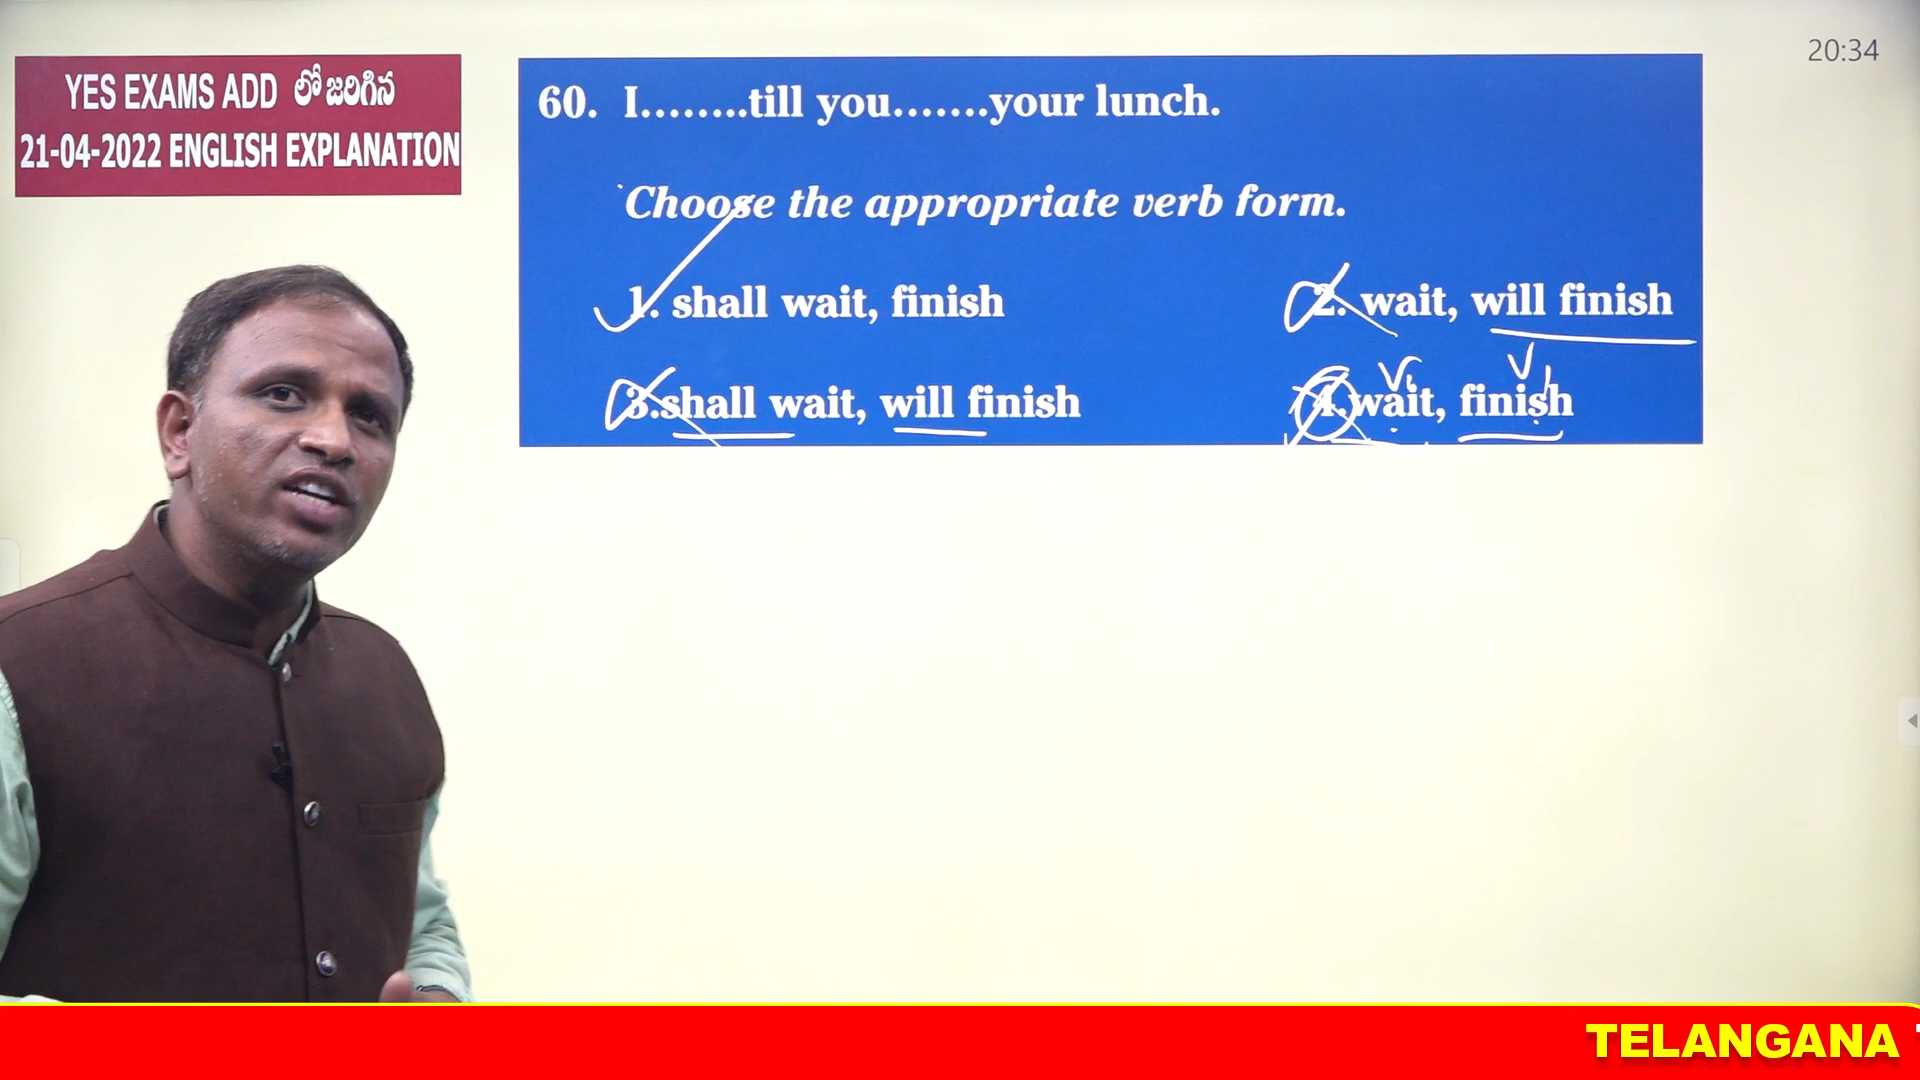 20:34
YES EXAMS ADD లో జరిగిన
21-04-2022 ENGLISH EXPLANATION
60. I........till you.......your lunch.
Choose the appropriate verb form.
1. shall wait, finish
2. wait, will finish
3.shall wait, will finish
4.wait, finish
TELANGANA